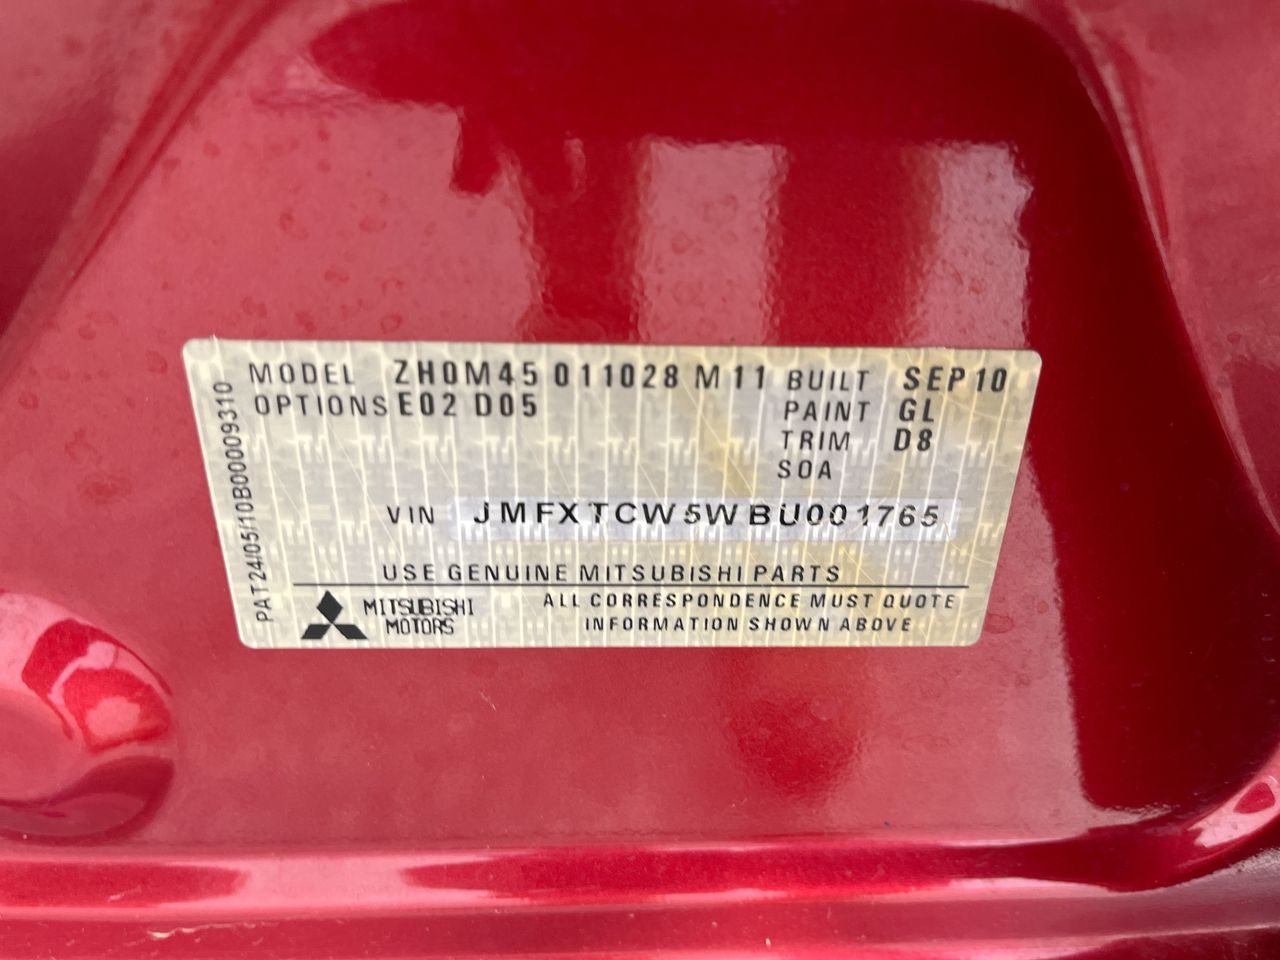 MODEL ZH0M45 011028 M11 BUILT SEP10
OPTIONS E02 D05 PAINT GL
TRIM D8
SOA
VIN JMFXTCW5WBU001765
USE GENUINE MITSUBISHI PARTS
MITSUBISHI MOTORS
ALL CORRESPONDENCE MUST QUOTE
INFORMATION SHOWN ABOVE
PAT24/05/10B00009310